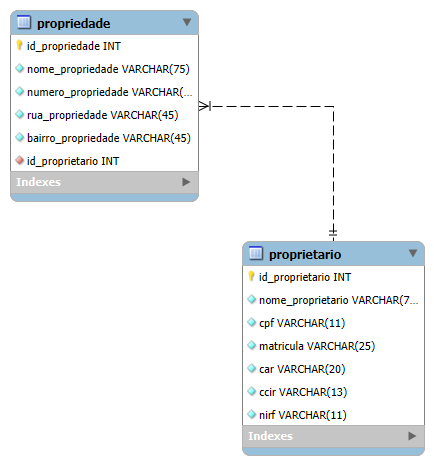 propriedade
id_propriedade INT
nome_propriedade VARCHAR(75)
numero_propriedade VARCHAR(...
rua_propriedade VARCHAR(45)
bairro_propriedade VARCHAR(45)
id_proprietario INT
Indexes
proprietario
id_proprietario INT
nome_proprietario VARCHAR(7...
cpf VARCHAR(11)
matricula VARCHAR(25)
car VARCHAR(20)
ccir VARCHAR(13)
nirf VARCHAR(11)
Indexes